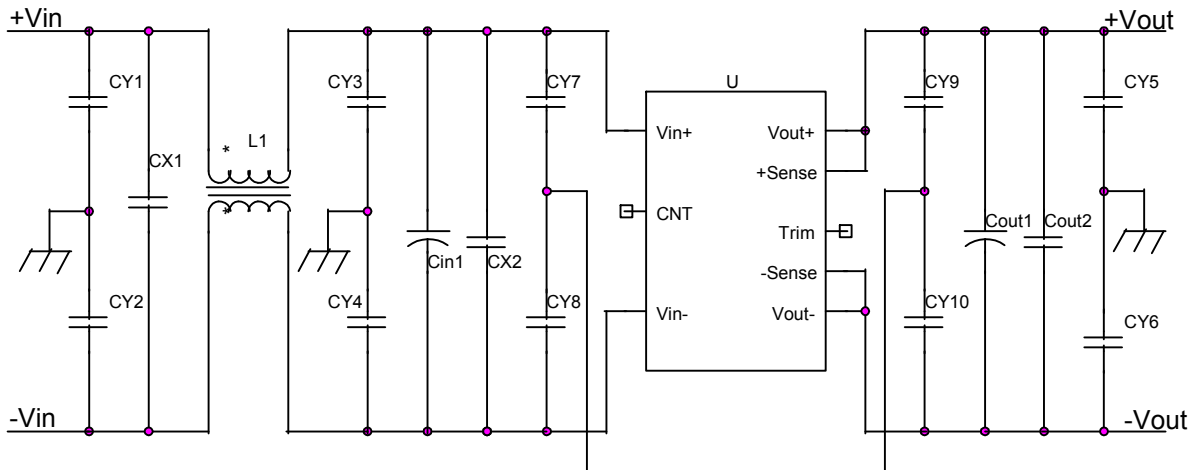 +Vin
+Vout
CY1
CY3
CY7
U
CY9
CY5
Vin+
Vout+
L1
*
CX1
+Sense
CNT
*
Trim
Cin1
CX2
Cout1
Cout2
-Sense
CY2
CY4
CY8
Vin-
Vout-
CY10
CY6
-Vin
-Vout